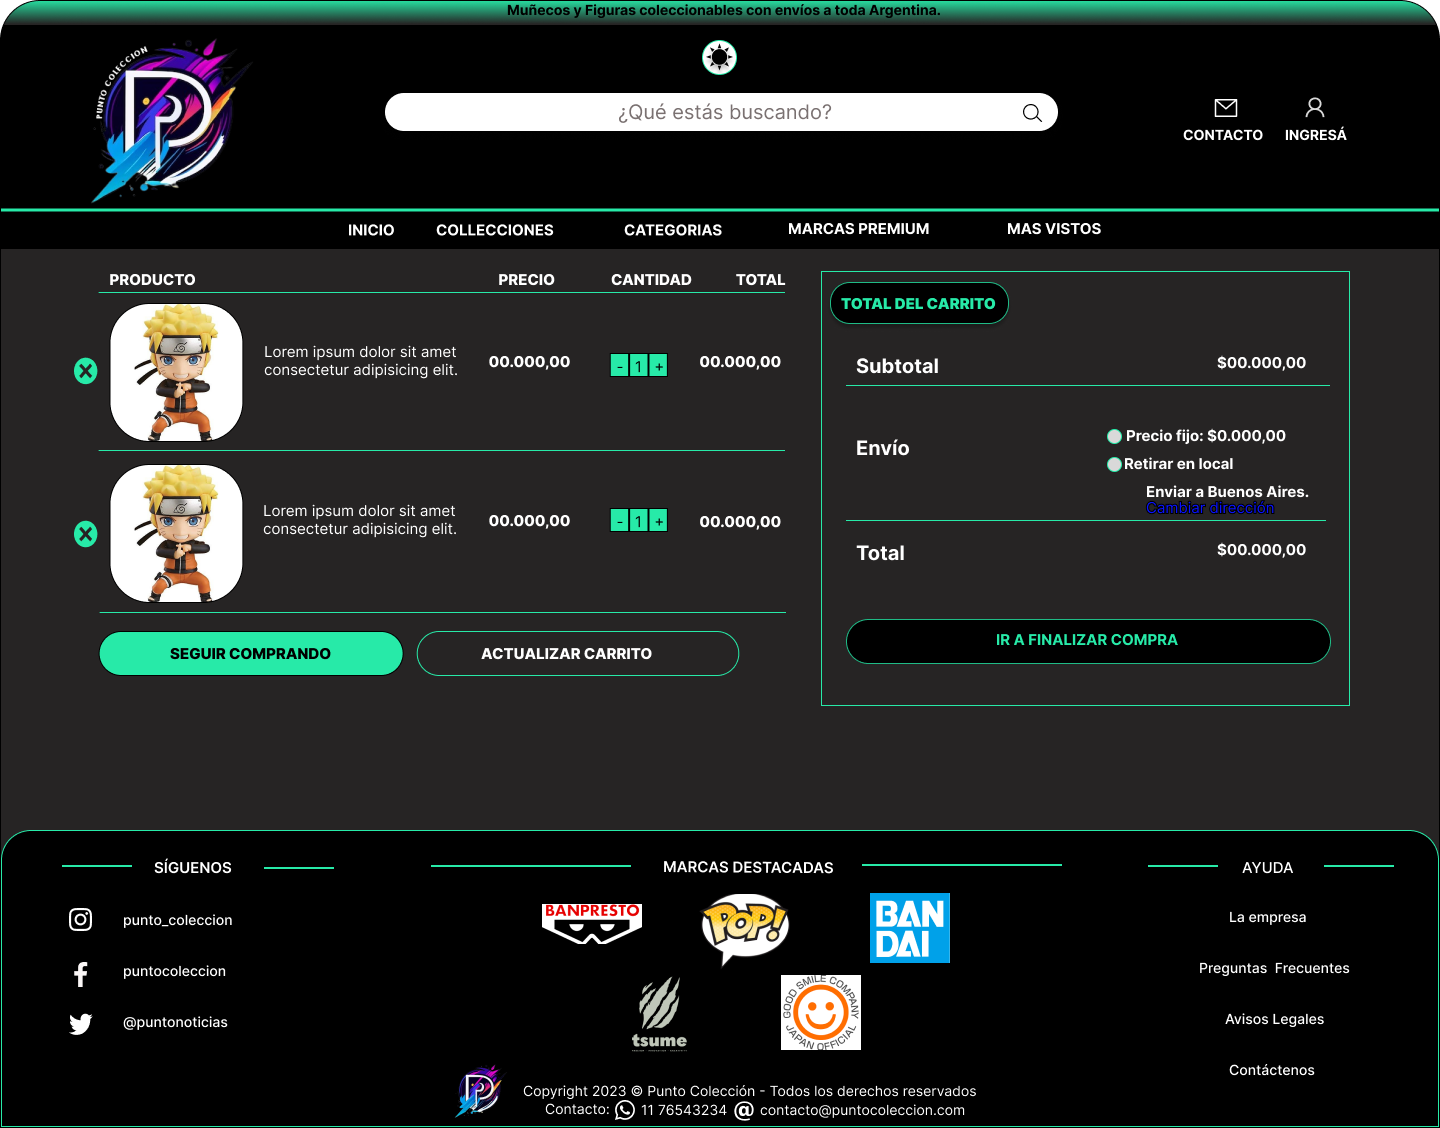 Muñecos y Figuras coleccionables con envíos a toda Argentina.
PUNTO COLECCION
¿Qué estás buscando?
CONTACTO INGRESÁ
INICIO COLLECCIONES CATEGORIAS MARCAS PREMIUM MAS VISTOS
PRODUCTO PRECIO CANTIDAD TOTAL
Lorem ipsum dolor sit amet
consectetur adipisicing elit.
00.000,00 - 1 + 00.000,00
Lorem ipsum dolor sit amet
consectetur adipisicing elit.
00.000,00 - 1 + 00.000,00
SEGUIR COMPRANDO ACTUALIZAR CARRITO
TOTAL DEL CARRITO
Subtotal $00.000,00
Envío
Precio fijo: $0.000,00
Retirar en local
Enviar a Buenos Aires.
Cambiar dirección
Total $00.000,00
IR A FINALIZAR COMPRA
SÍGUENOS
punto_coleccion
puntocoleccion
@puntonoticias
MARCAS DESTACADAS
BANPRESTO
POP!
BAN
DAI
tsume
GOOD SMILE COMPANY
JAPAN OFFICIAL
AYUDA
La empresa
Preguntas Frecuentes
Avisos Legales
Contáctenos
Copyright 2023 © Punto Colección - Todos los derechos reservados
Contacto: 11 76543234 contacto@puntocoleccion.com